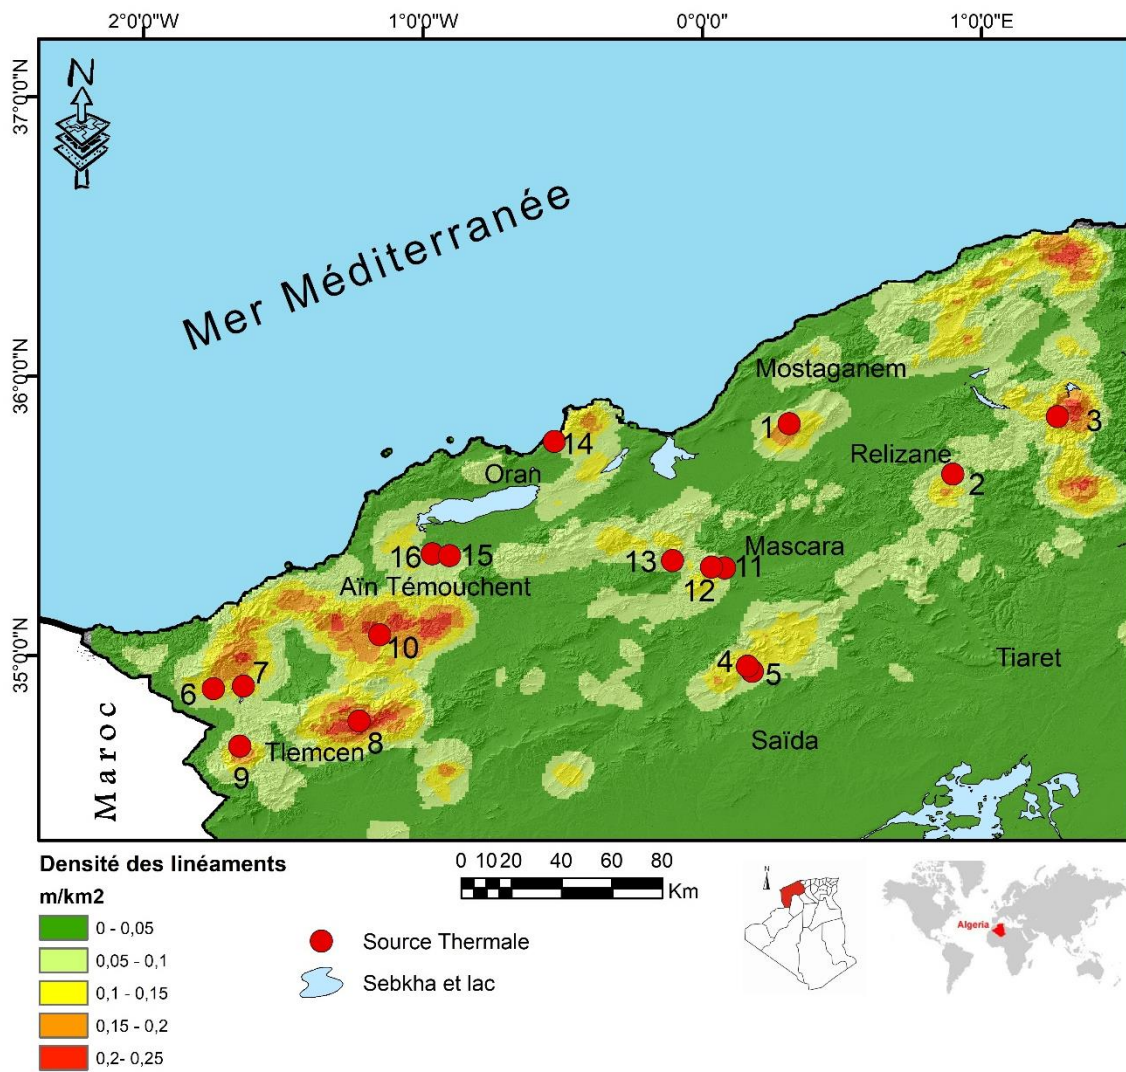 2°0'0"W 1°0'0"W 0°0'0" 1°0'0"E
37°0'0"N
36°0'0"N
35°0'0"N
N
Mer Méditerranée
Mostaganem
1
3
Relizane
14
2
Oran
16 15
13
Mascara
11
12
Aïn Témouchent
10
4
5
Tiaret
7
6
Saïda
8
Tlemcen
9
Maroc
Densité des linéaments
m/km2
0 - 0,05
0,05 - 0,1
0,1 - 0,15
0,15 - 0,2
0,2- 0,25
0 10 20 40 60 80
Km
Source Thermale
Sebkha et lac
N
Algeria